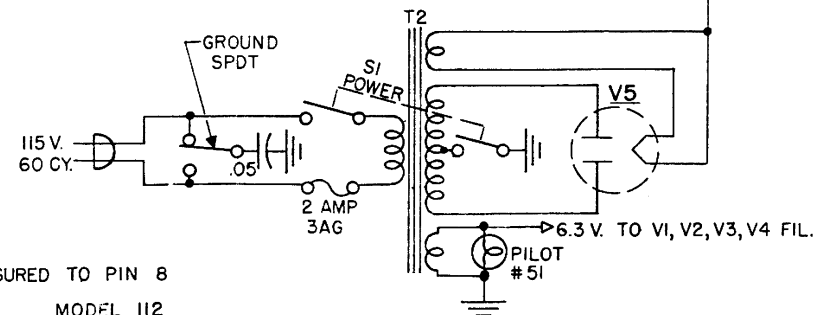 T2
GROUND
SPDT
S1
POWER
V5
115 V.
60 CY.
.05
2 AMP
3AG
6.3 V. TO V1, V2, V3, V4 FIL.
PILOT
#51
SURED TO PIN 8
MODEL 112